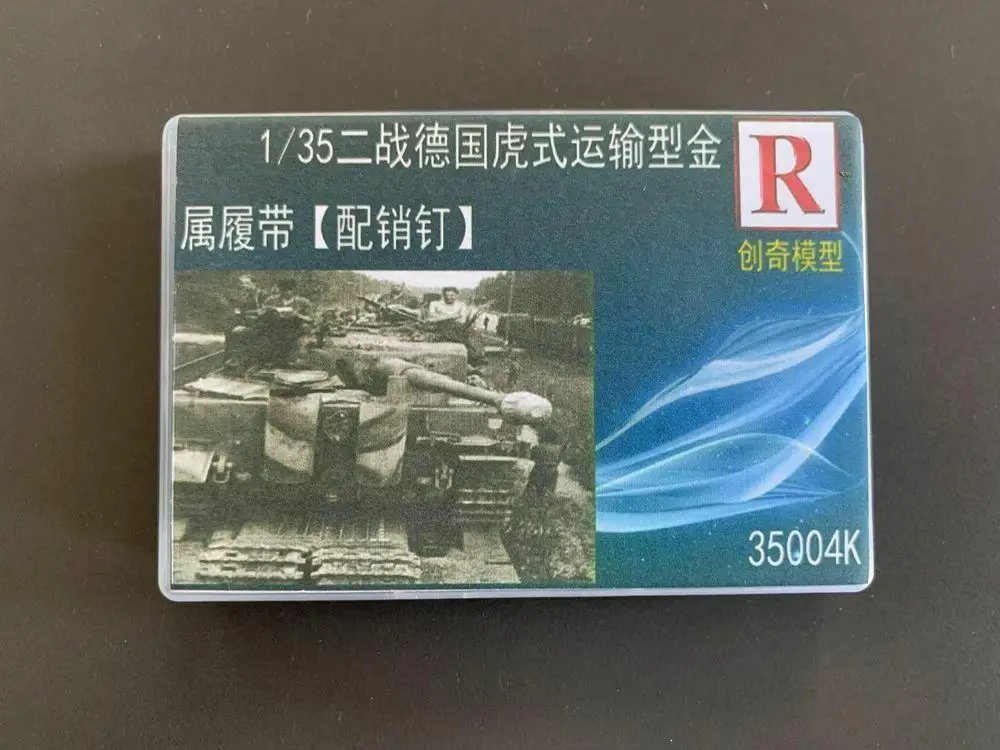 1/35二战德国虎式运输型金
属履带【配销钉】
R
创奇模型
35004K